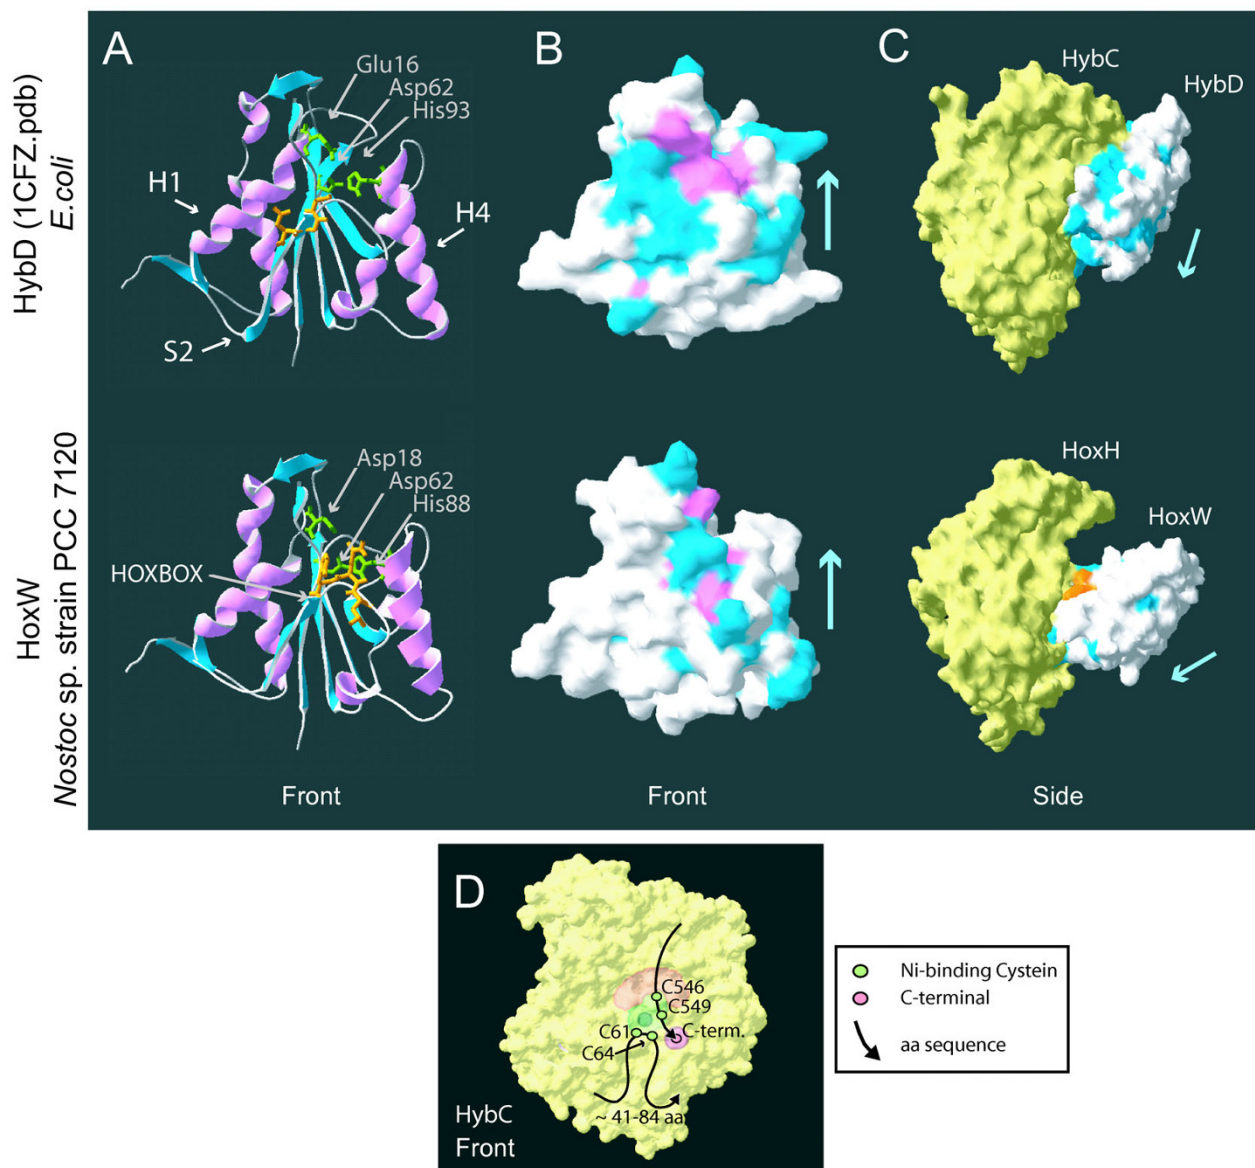 HybD (1CFZ.pdb)
E.coli
A
Glu16
Asp62
His93
H1
H4
S2
B
C
HybC
HybD
HoxW
Nostoc sp. strain PCC 7120
Asp18
Asp62
His88
HOXBOX
HoxH
HoxW
Front
Front
Side
D
C546
C549
C61
C-term.
C64
~ 41-84 aa
HybC
Front
Ni-binding Cystein
C-terminal
aa sequence